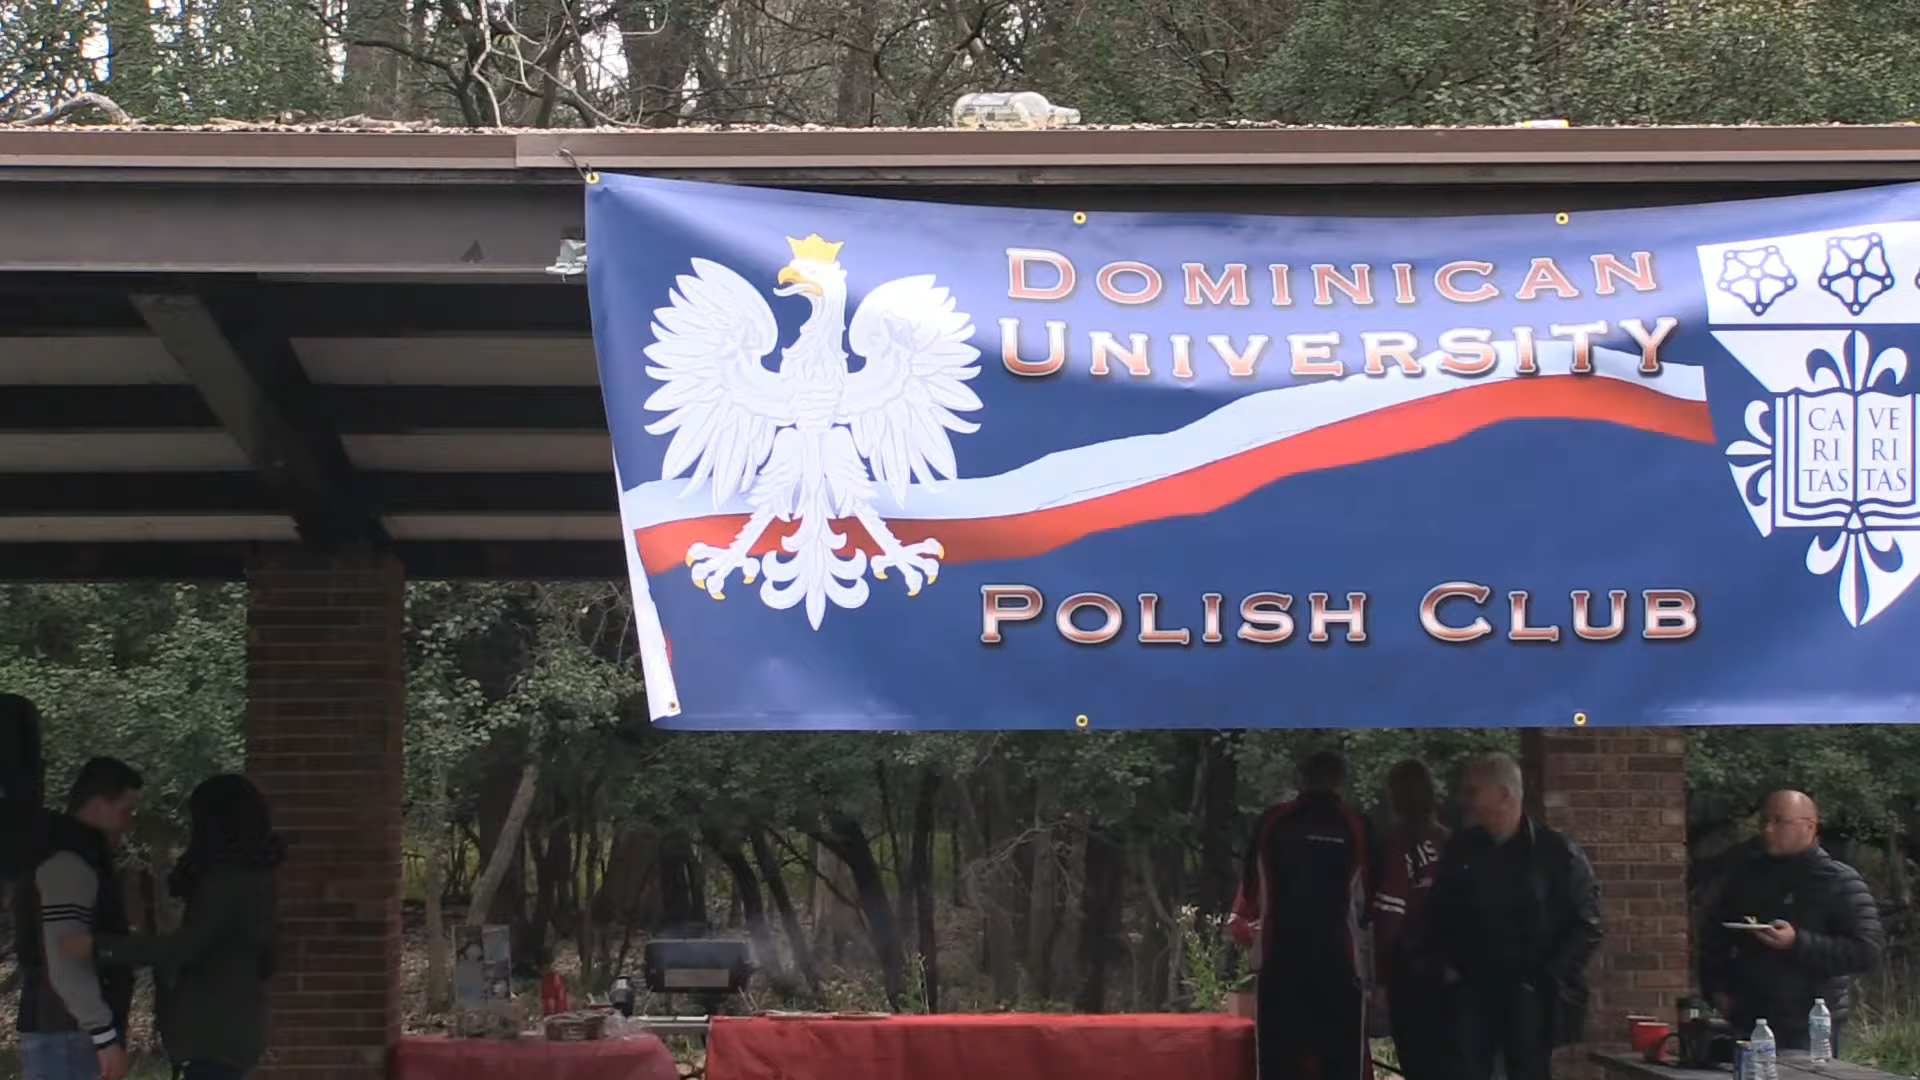 DOMINICAN
UNIVERSITY
CA VE
RI RI
TAS TAS
POLISH CLUB